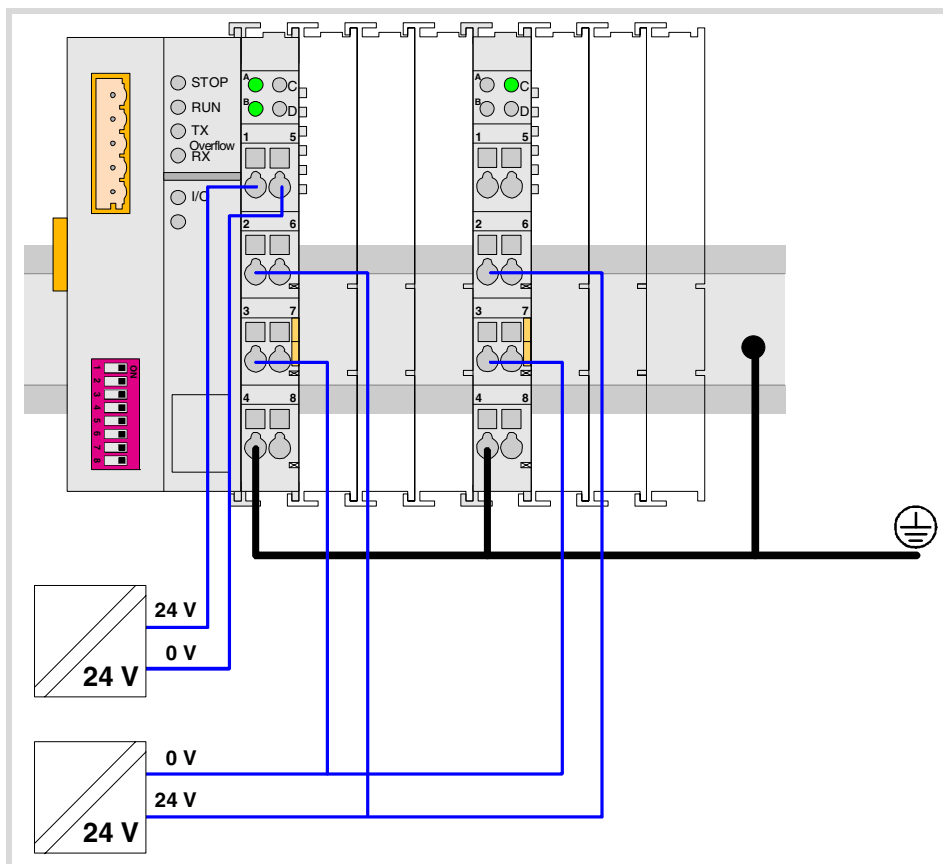 STOP
RUN
TX
Overflow
RX
I/O
ON
1
2
3
4
5
6
7
8
A
C
B
D
1 5
2 6
3 7
4 8
A
C
B
D
1 5
2 6
3 7
4 8
24 V
0 V
24 V
0 V
24 V
24 V